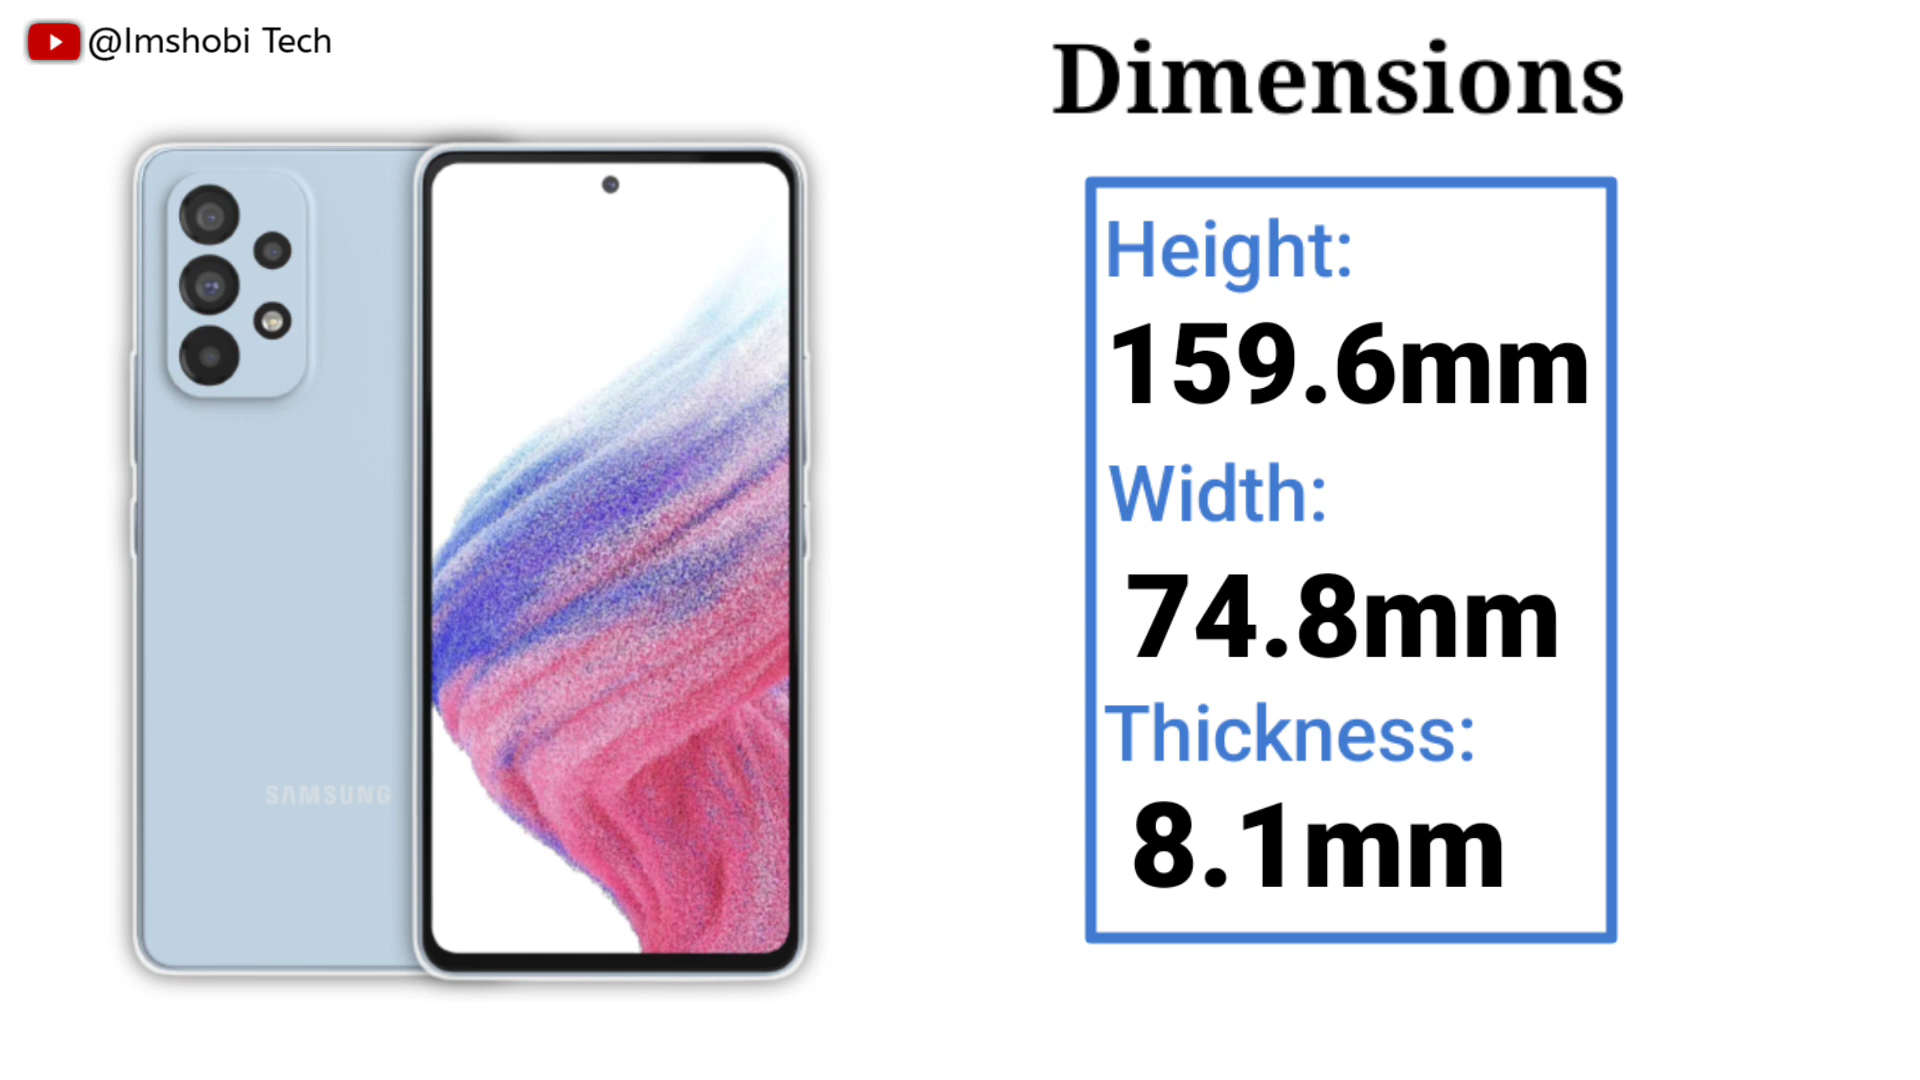 @Imshobi Tech
Dimensions
Height:
159.6mm
Width:
74.8mm
Thickness:
8.1mm
SAMSUNG